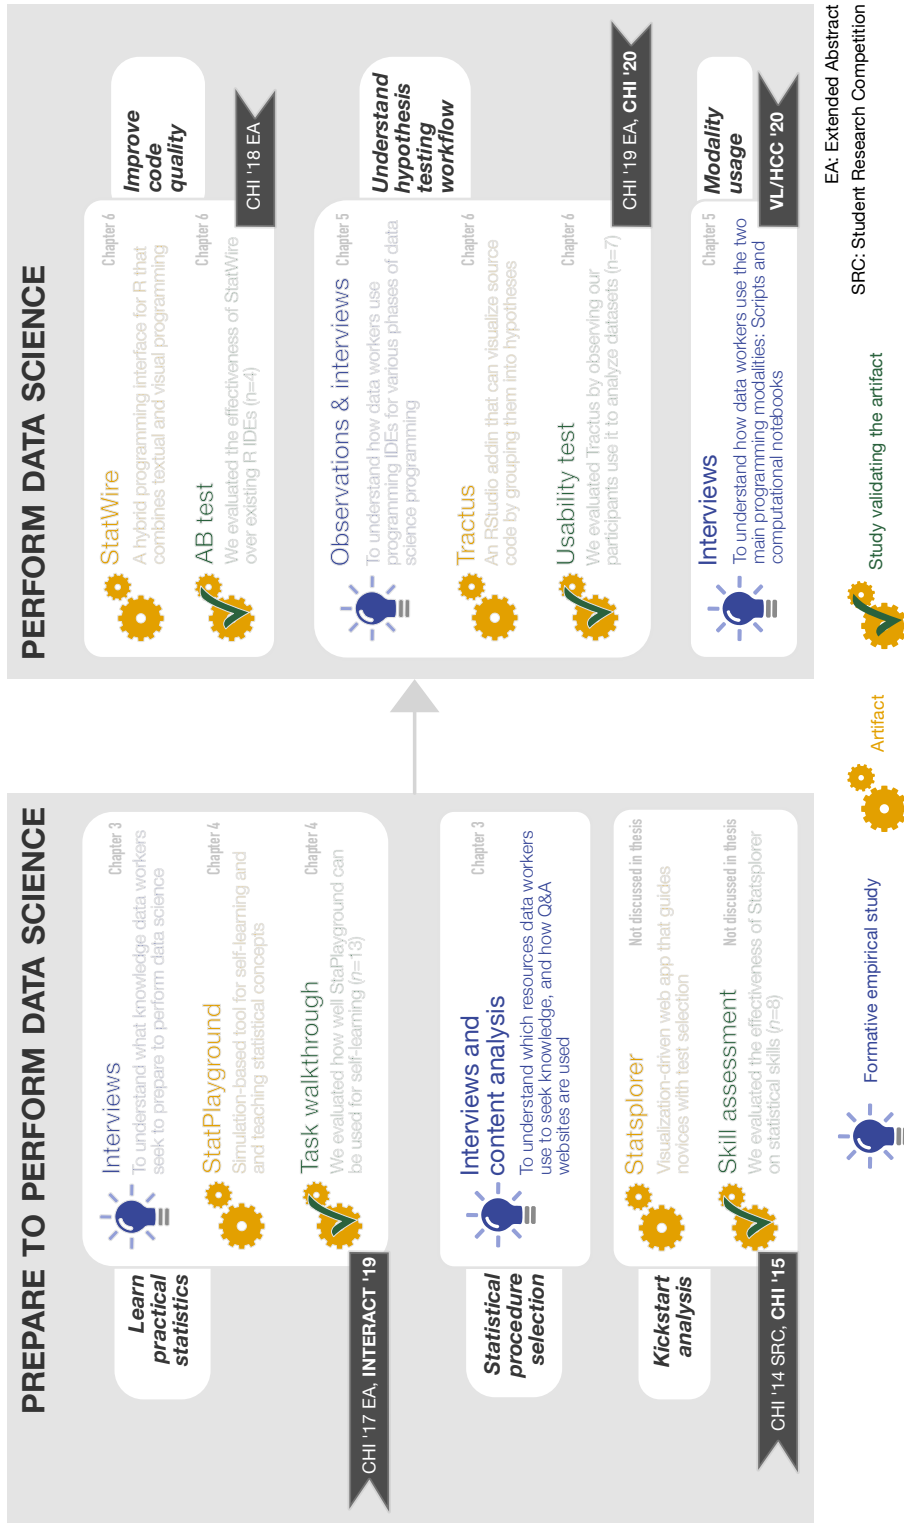 PREPARE TO PERFORM DATA SCIENCE
Learn
practical
statistics
Interviews
Chapter 3
To understand what knowledge data workers
seek to prepare to perform data science
StatPlayground
Chapter 4
Simulation-based tool for self-learning and
and teaching statistical concepts
Task walkthrough
Chapter 4
We evaluated how well StaPlayground can
be used for self-learning (n=13)
CHI '17 EA, INTERACT '19
Statistical
procedure
selection
Interviews and
content analysis
Chapter 3
To understand which resources data workers
use to seek knowledge, and how Q&A
websites are used
Kickstart
analysis
Statsplorer
Not discussed in thesis
Visualization-driven web app that guides
novices with test selection
Skill assessment
Not discussed in thesis
We evaluated the effectiveness of Statsplorer
on statistical skills (n=8)
CHI '14 SRC, CHI '15
PERFORM DATA SCIENCE
StatWire
Chapter 6
A hybrid programming interface for R that
combines textual and visual programming
AB test
Chapter 6
We evaluated the effectiveness of StatWire
over existing R IDEs (n=4)
Improve
code
quality
CHI '18 EA
Observations & interviews
Chapter 5
To understand how data workers use
programming IDEs for various phases of data
science programming
Tractus
Chapter 6
An RStudio addin that can visualize source
code by grouping them into hypotheses
Usability test
Chapter 6
We evaluated Tractus by observing our
participants use it to analyze datasets (n=7)
Understand
hypothesis
testing
workflow
CHI '19 EA, CHI '20
Interviews
Chapter 5
To understand how data workers use the two
main programming modalities: Scripts and
computational notebooks
Modality
usage
VL/HCC '20
Formative empirical study
Artifact
Study validating the artifact
EA: Extended Abstract
SRC: Student Research Competition